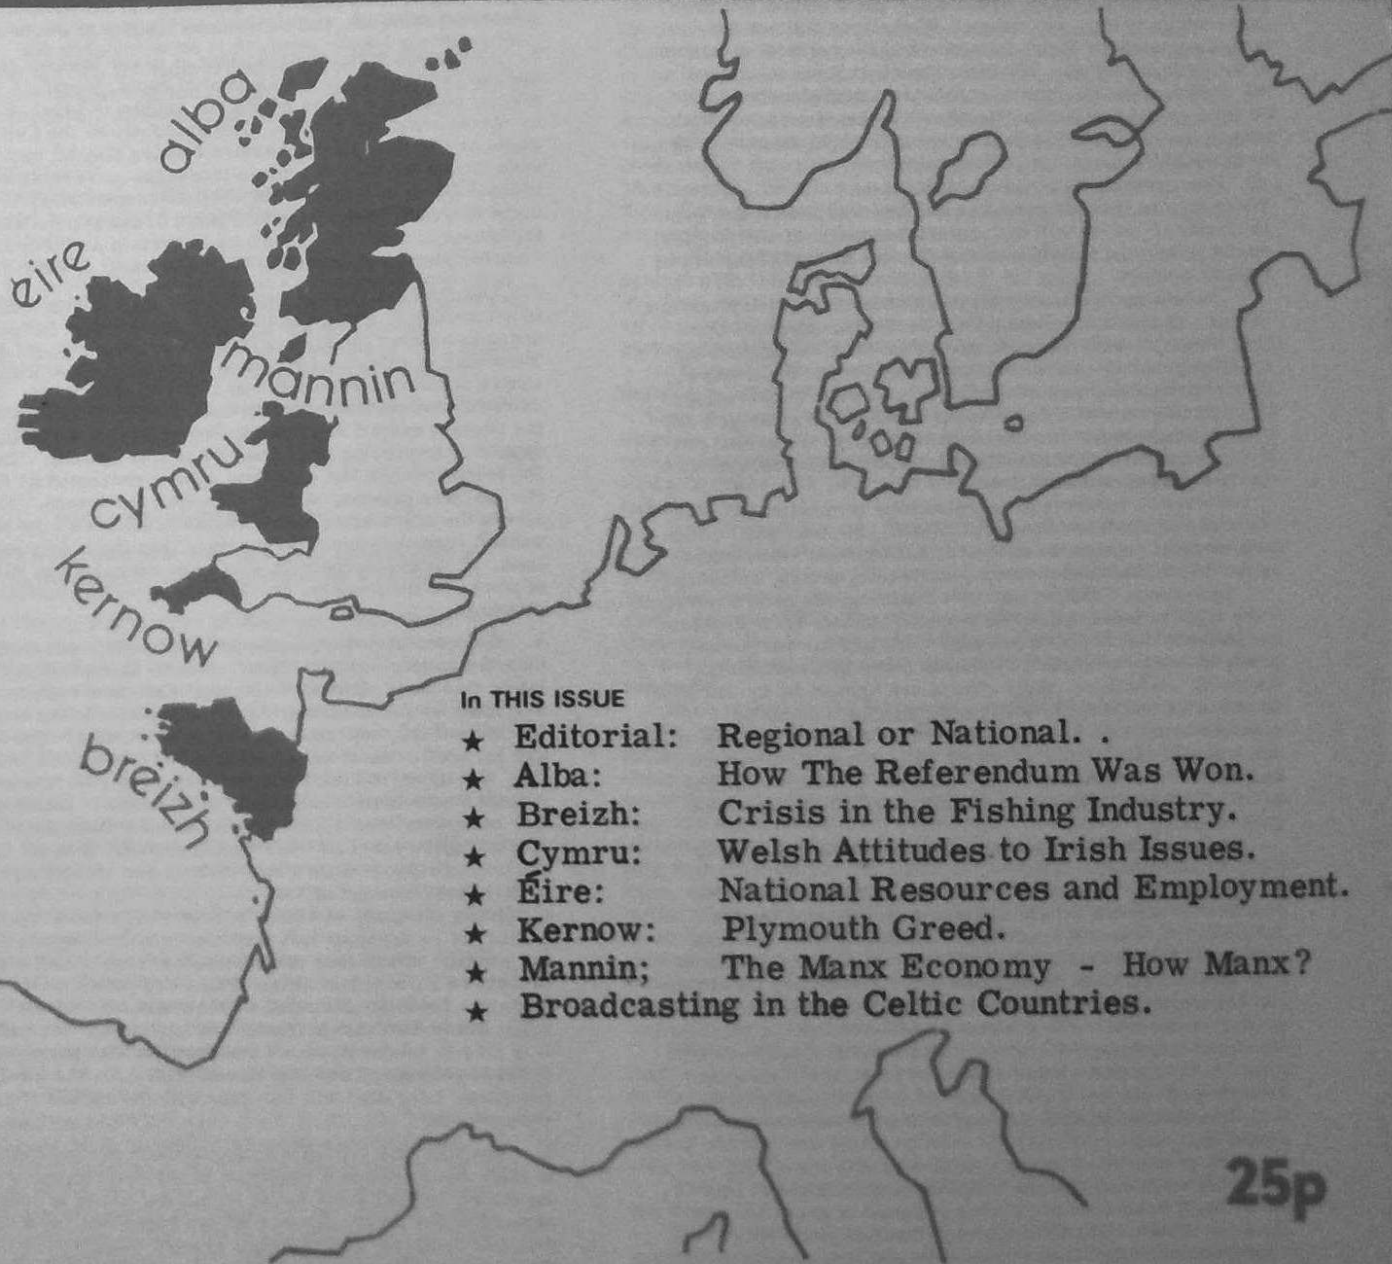 alba
eire
mannin
cymru
kernow
breizh
In THIS ISSUE
★ Editorial: Regional or National. .
★ Alba: How The Referendum Was Won.
★ Breizh: Crisis in the Fishing Industry.
★ Cymru: Welsh Attitudes to Irish Issues.
★ Éire: National Resources and Employment.
★ Kernow: Plymouth Greed.
★ Mannin; The Manx Economy - How Manx?
★ Broadcasting in the Celtic Countries.
25p